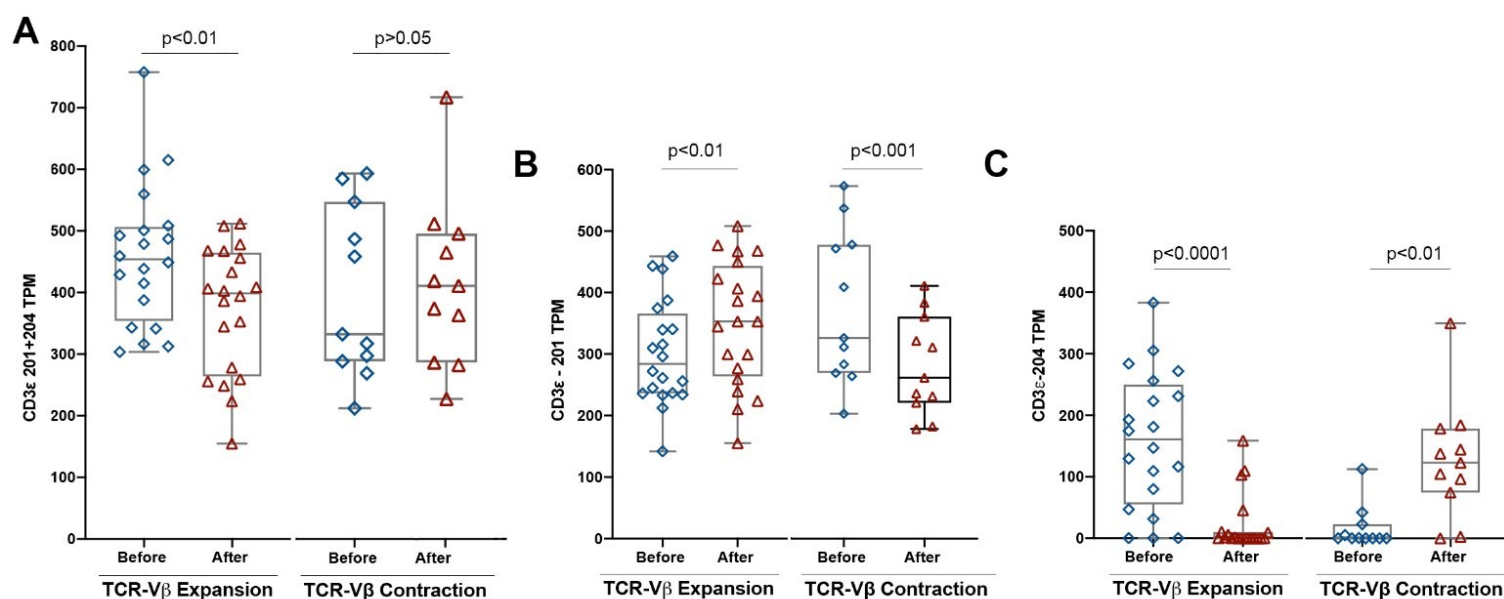 A
CD3ε 201+204 TPM
800
700
600
500
400
300
200
100
0
p<0.01
p>0.05
Before
After
Before
After
TCR-Vβ Expansion
TCR-Vβ Contraction
B
CD3ε - 201 TPM
600
500
400
300
200
100
0
p<0.01
p<0.001
Before
After
Before
After
TCR-Vβ Expansion
TCR-Vβ Contraction
C
CD3ε-204 TPM
500
400
300
200
100
0
p<0.0001
p<0.01
Before
After
Before
After
TCR-Vβ Expansion
TCR-Vβ Contraction